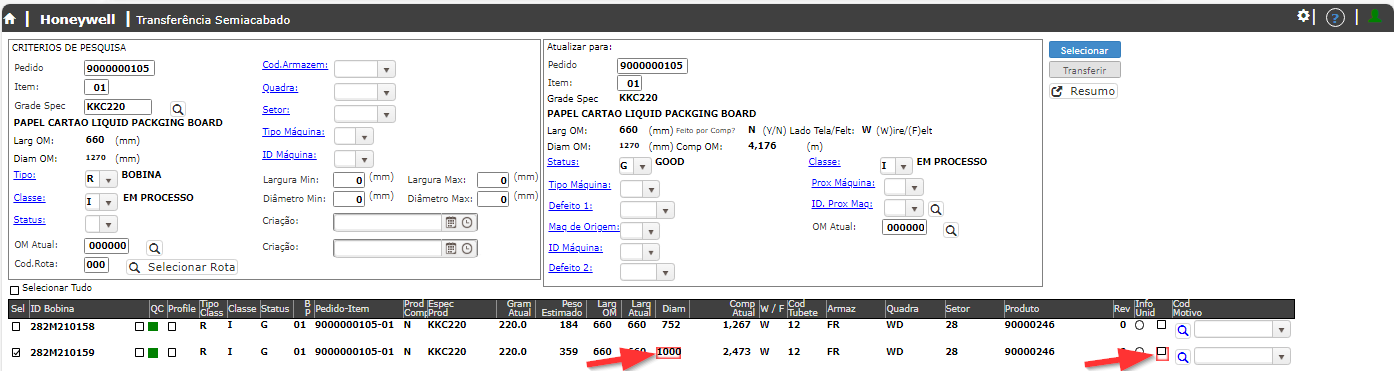 Honeywell Transferência Semiacabado ?
CRITERIOS DE PESQUISA
Pedido 9000000105
Item: 01
Grade Spec KKC220
PAPEL CARTAO LIQUID PACKGING BOARD
Larg OM: 660 (mm)
Diam OM: 1270 (mm)
Tipo: R BOBINA
Classe: I EM PROCESSO
Status:
OM Atual: 000000
Cod.Rota: 000 Selecionar Rota
Cod.Armazem:
Quadra:
Setor:
Tipo Máquina:
ID Máquina:
Largura Min: 0 (mm) Largura Max: 0 (mm)
Diâmetro Min: 0 (mm) Diâmetro Max: 0 (mm)
Criação:
Criação:
Atualizar para:
Pedido 9000000105
Item: 01
Grade Spec KKC220
PAPEL CARTAO LIQUID PACKGING BOARD
Larg OM: 660 (mm) Feito por Comp? N (Y/N) Lado Tela/Felt: W (W)ire/(F)elt
Diam OM: 1270 (mm) Comp OM: 4,176 (m)
Status: G GOOD Classe: I EM PROCESSO
Tipo Máquina: Prox Máquina:
Defeito 1: ID. Prox Maq:
Maq de Origem: OM Atual: 000000
ID Máquina:
Defeito 2:
Selecionar
Transferir
Resumo
Selecionar Tudo
Sel ID Bobina QC Profile Tipo Class Classe Status B P Pedido-Item Prod Comp Espec Prod Gram Atual Peso Estimado Larg OM Larg Atual Diam Comp Atual W / F Cod Tubete Armaz Quadra Setor Produto Rev Info Unid Cod Motivo
282M210158 R I G 01 9000000105-01 N KKC220 220.0 184 660 660 752 1,267 W 12 FR WD 28 90000246 0
282M210159 R I G 01 9000000105-01 N KKC220 220.0 359 660 660 1000 2,473 W 12 FR WD 28 90000246